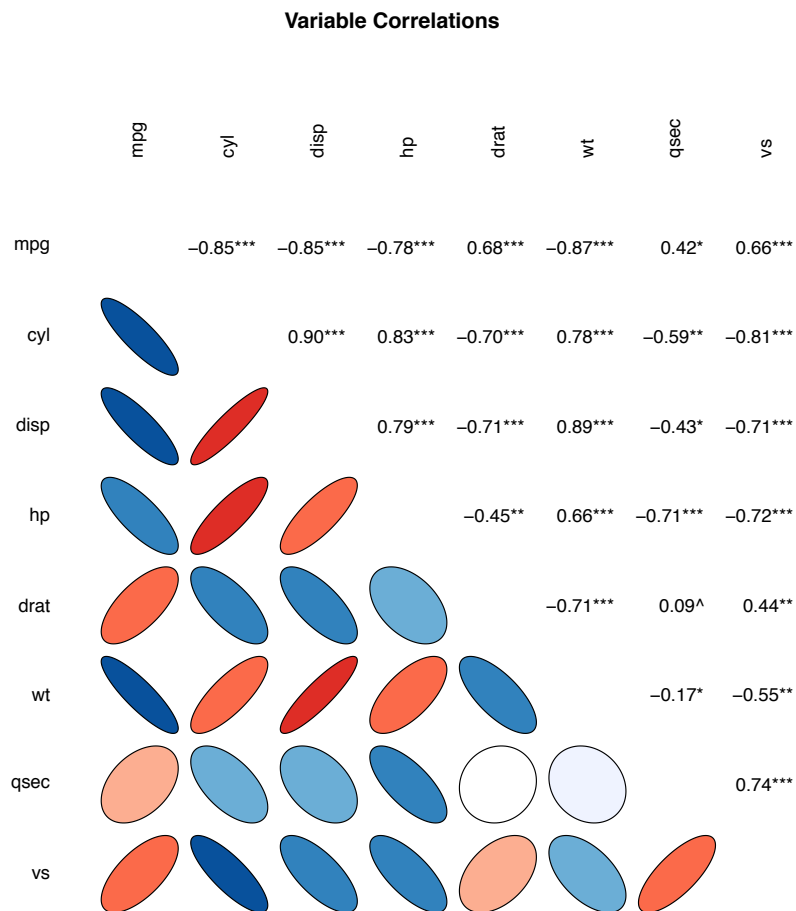 Variable Correlations
mpg cyl disp hp drat wt qsec vs
mpg −0.85*** −0.85*** −0.78*** 0.68*** −0.87*** 0.42* 0.66***
cyl 0.90*** 0.83*** −0.70*** 0.78*** −0.59** −0.81***
disp 0.79*** −0.71*** 0.89*** −0.43* −0.71***
hp −0.45** 0.66*** −0.71*** −0.72***
drat −0.71*** 0.09^ 0.44**
wt −0.17* −0.55**
qsec 0.74***
vs